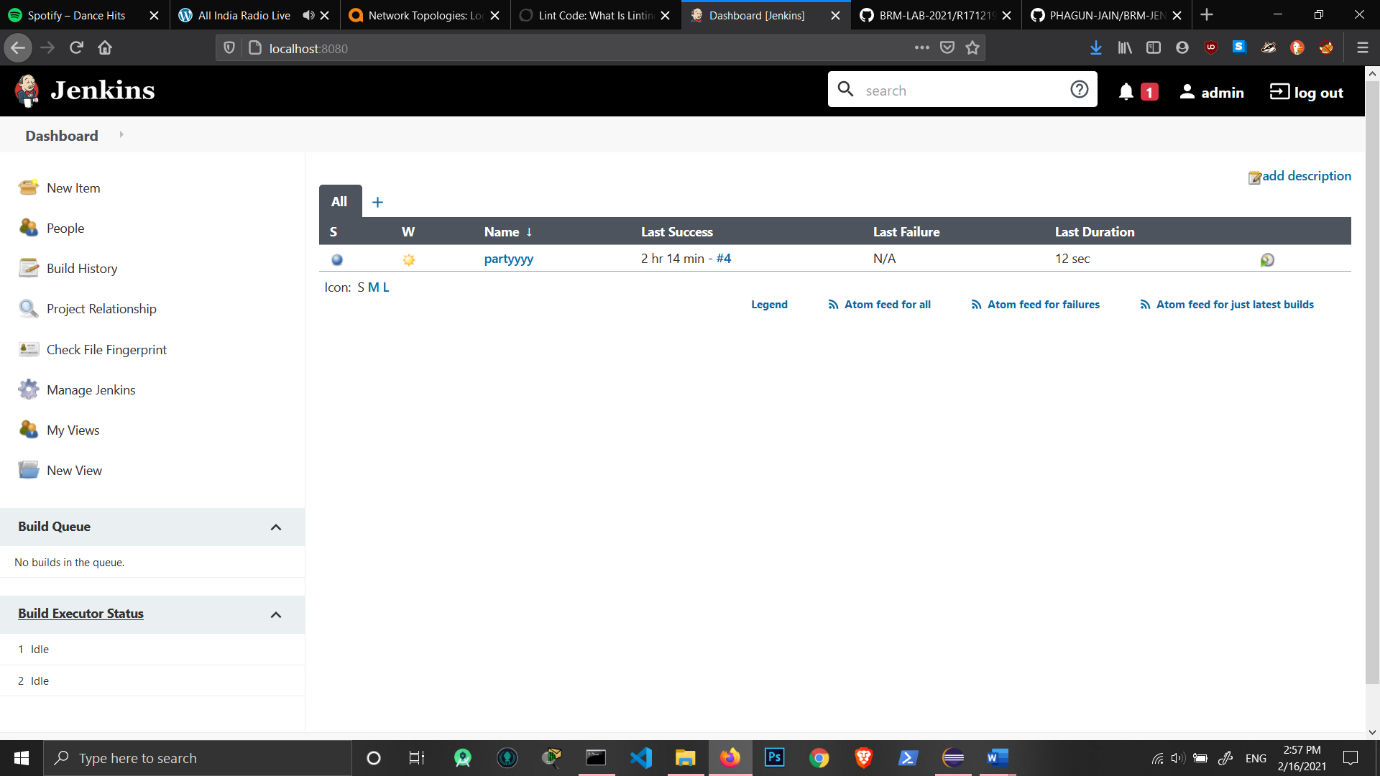 Spotify – Dance Hits
All India Radio Live
Network Topologies: Lo
Lint Code: What Is Lintin
Dashboard [Jenkins]
BRM-LAB-2021/R171219
PHAGUN-JAIN/BRM-JEN
localhost:8080
Jenkins
search
1
admin
log out
Dashboard
New Item
People
Build History
Project Relationship
Check File Fingerprint
Manage Jenkins
My Views
New View
Build Queue
No builds in the queue.
Build Executor Status
1 Idle
2 Idle
add description
All +
S W Name ↓ Last Success Last Failure Last Duration
partyyyy 2 hr 14 min - #4 N/A 12 sec
Icon: S M L
Legend Atom feed for all Atom feed for failures Atom feed for just latest builds
Type here to search
Ps
ENG
2:57 PM
2/16/2021